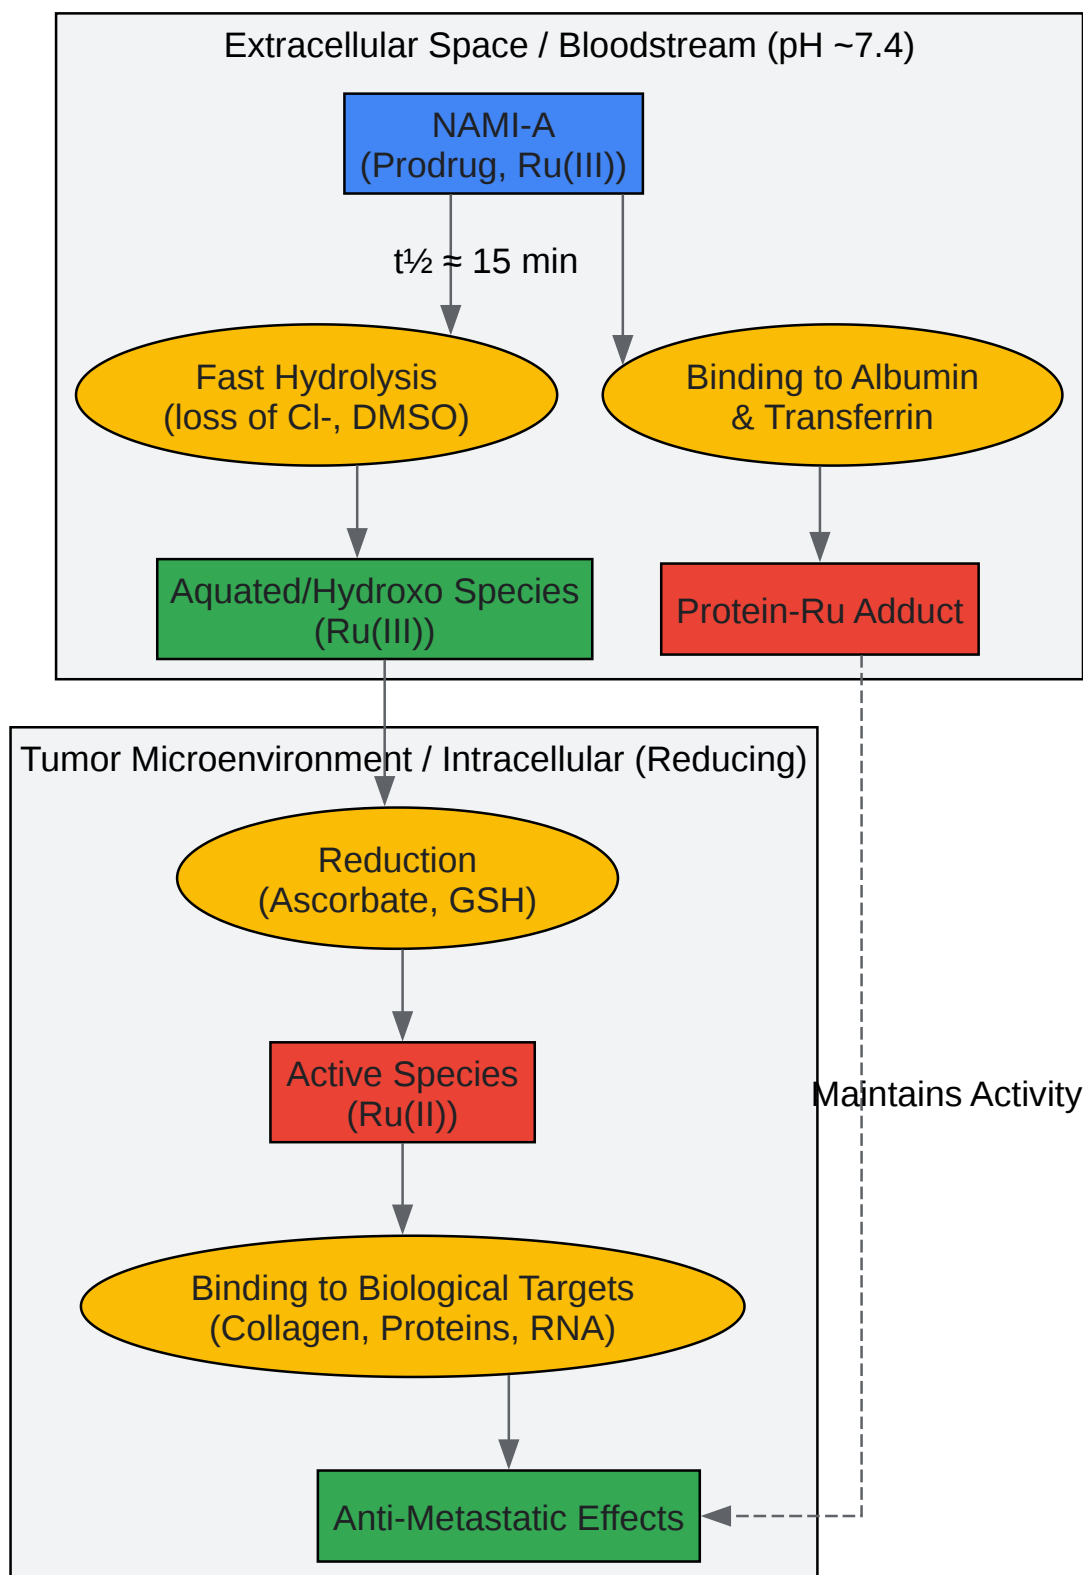 Extracellular Space / Bloodstream (pH ~7.4)
NAMI-A
(Prodrug, Ru(III))
t½ ≈ 15 min
Fast Hydrolysis
(loss of Cl-, DMSO)
Binding to Albumin
& Transferrin
Aquated/Hydroxo Species
(Ru(III))
Protein-Ru Adduct
Tumor Microenvironment / Intracellular (Reducing)
Reduction
(Ascorbate, GSH)
Active Species
(Ru(II))
Maintains Activity
Binding to Biological Targets
(Collagen, Proteins, RNA)
Anti-Metastatic Effects